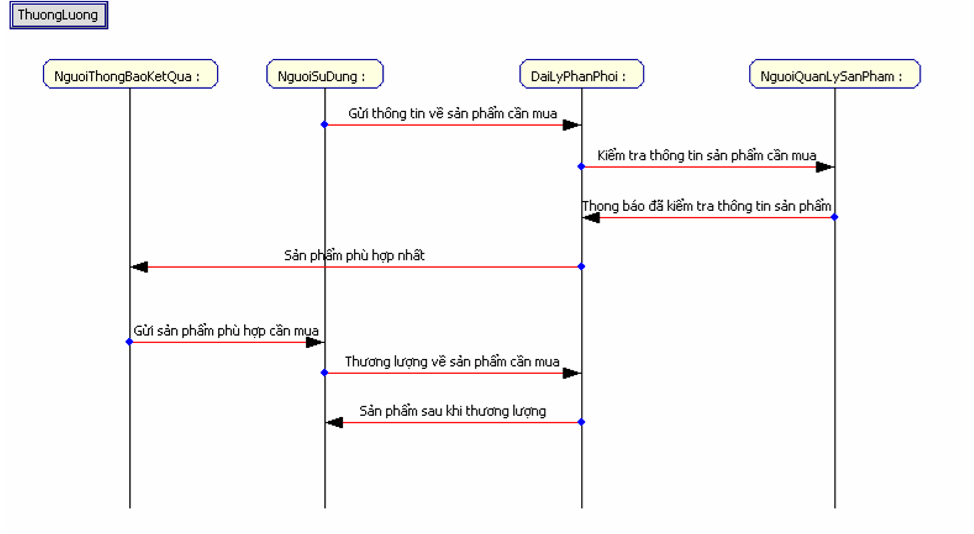 ThuongLuong
NguoiThongBaoKetQua :
NguoiSuDung :
DaiLyPhanPhoi :
NguoiQuanLySanPham :
Gửi thông tin về sản phẩm cần mua
Kiểm tra thông tin sản phẩm cần mua
Thong báo đã kiểm tra thông tin sản phẩm
Sản phẩm phù hợp nhất
Gửi sản phẩm phù hợp cần mua
Thương lượng về sản phẩm cần mua
Sản phẩm sau khi thương lượng